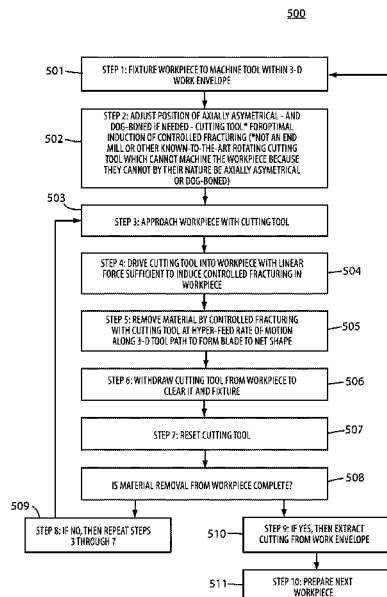 500
501
STEP 1: FIXTURE WORKPIECE TO MACHINE TOOL WITHIN 3-D
WORK ENVELOPE
502
STEP 2: ADJUST POSITION OF AXIALLY ASYMETRICAL - AND
DOG-BONED IF NEEDED - CUTTING TOOL* FOROPTIMAL
INDUCTION OF CONTROLLED FRACTURING (*NOT AN END
MILL OR OTHER KNOWN-TO-THE-ART ROTATING CUTTING
TOOL WHICH CANNOT MACHINE THE WORKPIECE BECAUSE
THEY CANNOT BY THEIR NATURE BE AXIALLY ASYMETRICAL
OR DOG-BONED)
503
STEP 3: APPROACH WORKPIECE WITH CUTTING TOOL
STEP 4: DRIVE CUTTING TOOL INTO WORKPIECE WITH LINEAR
FORCE SUFFICIENT TO INDUCE CONTROLLED FRACTURING IN
WORKPIECE
504
STEP 5: REMOVE MATERIAL BY CONTROLLED FRACTURING
WITH CUTTING TOOL AT HYPER-FEED RATE OF MOTION
ALONG 3-D TOOL PATH TO FORM BLADE TO NET SHAPE
505
STEP 6: WITHDRAW CUTTING TOOL FROM WORKPIECE TO
CLEAR IT AND FIXTURE
506
STEP 7: RESET CUTTING TOOL
507
IS MATERIAL REMOVAL FROM WORKPIECE COMPLETE?
508
509
STEP 8: IF NO, THEN REPEAT STEPS
3 THROUGH 7
510
STEP 9: IF YES, THEN EXTRACT
CUTTING FROM WORK ENVELOPE
511
STEP 10: PREPARE NEXT
WORKPIECE